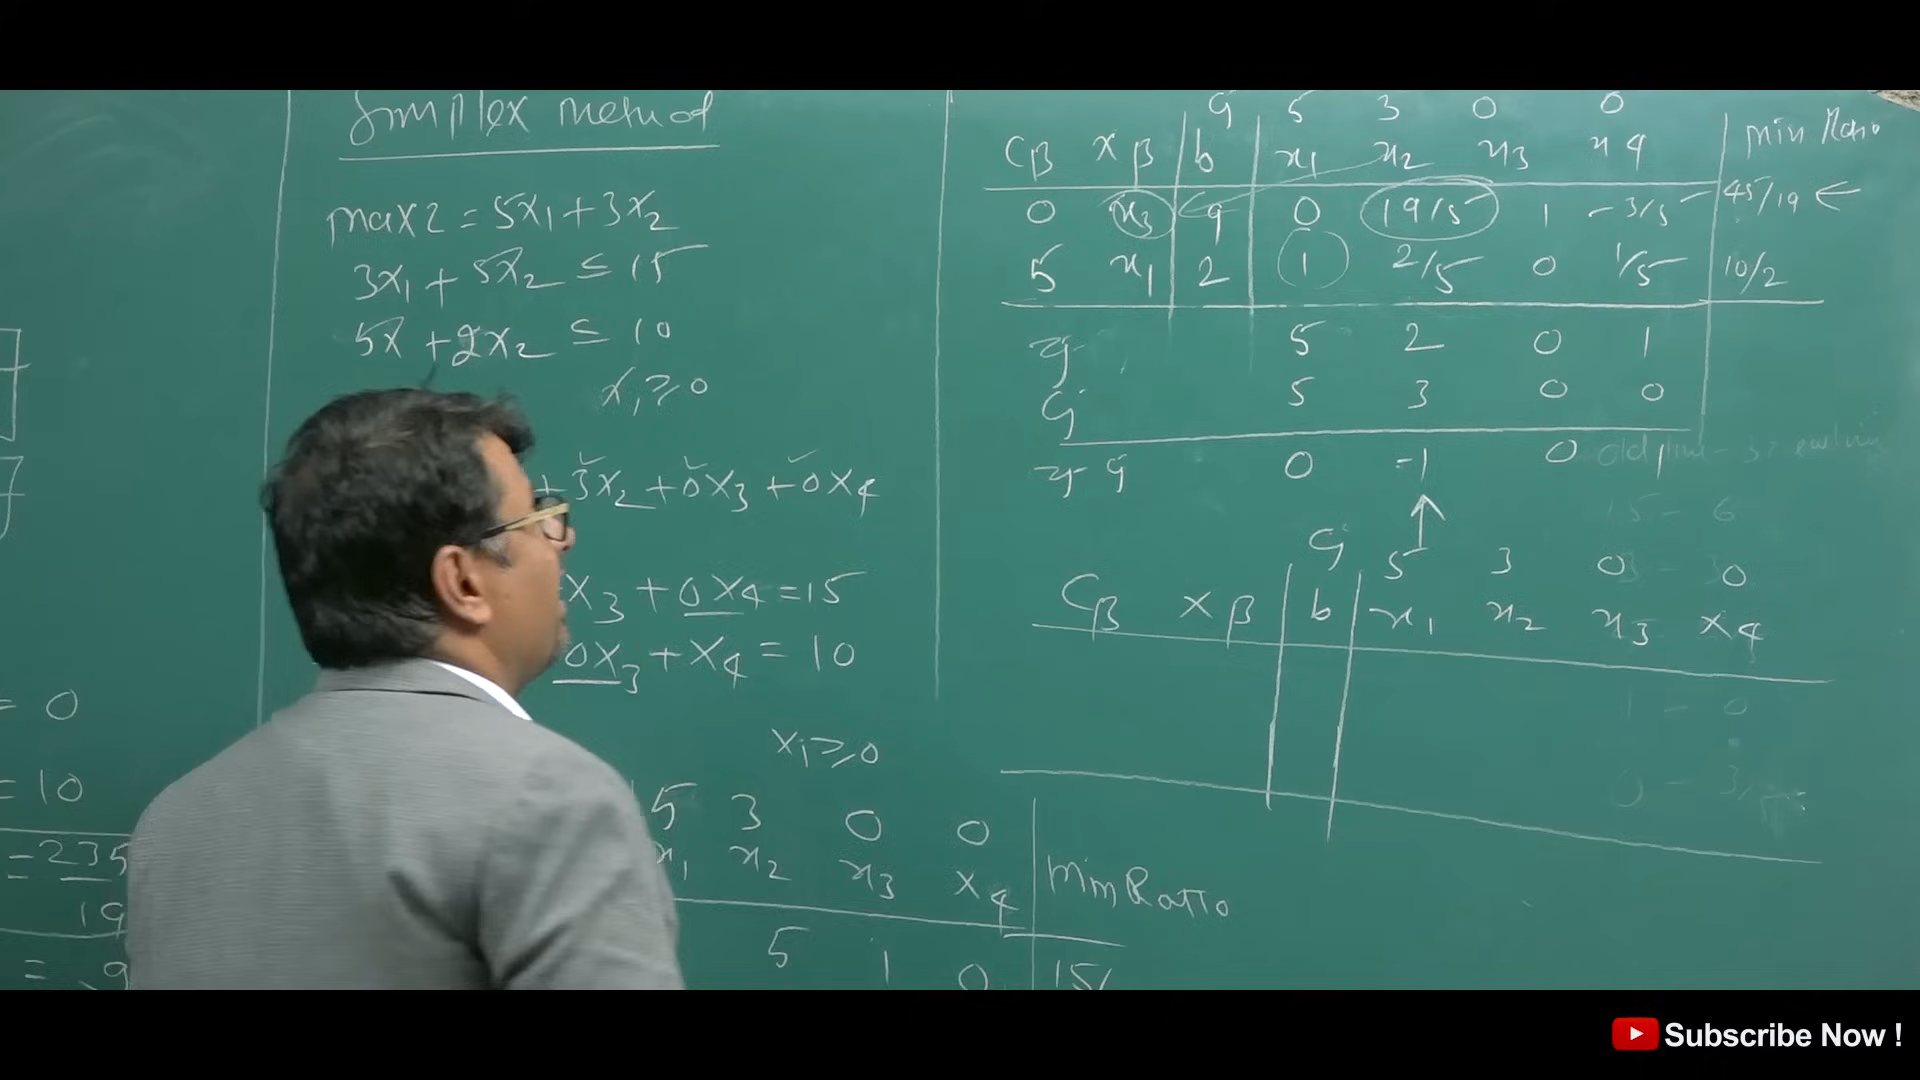 Simplex method
max Z = 5x₁ + 3x₂
3x₁ + 5x₂ ≤ 15
5x + 2x₂ ≤ 10
xᵢ ≥ 0
+ 3x₂ + 0x₃ + 0x₄
x₃ + 0x₄ = 15
0x₃ + x₄ = 10
xᵢ ≥ 0
5 3 0 0
x₁ x₂ x₃ x₄ Min Ratio
5 1 0 15/
= 0
= 10
= -235
19
= 9
Cj 5 3 0 0
CB XB b x₁ x₂ x₃ x₄ min Ratio
0 x₃ 9 0 19/5 1 -3/5 45/19 ←
5 x₁ 2 1 2/5 0 1/5 10/2
zj 5 2 0 1
Cj 5 3 0 0
zj - Cj 0 -1 0 1
↑
Cj 5 3 0 0
CB XB b x₁ x₂ x₃ x₄
Subscribe Now !